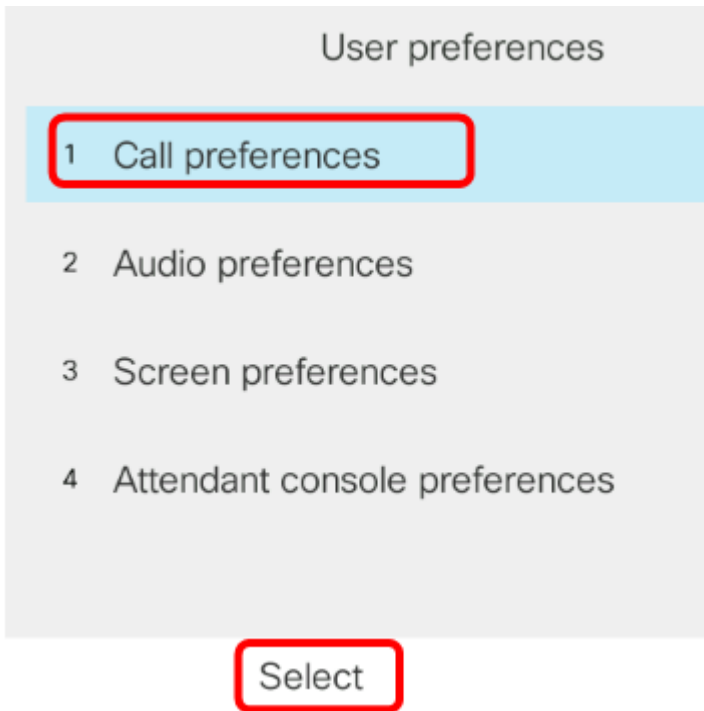 User preferences
1 Call preferences
2 Audio preferences
3 Screen preferences
4 Attendant console preferences
Select